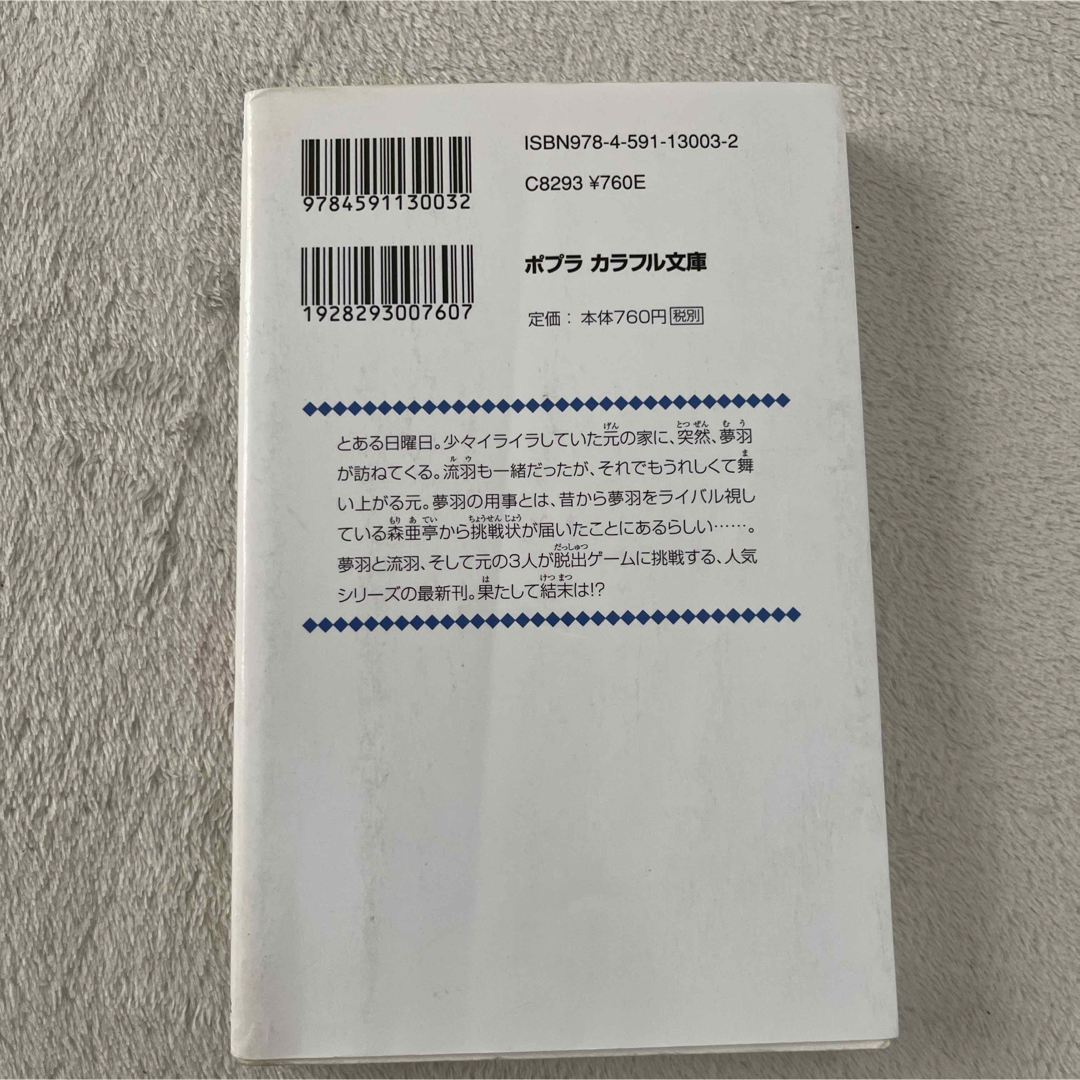 ISBN978-4-591-13003-2
9784591130032
C8293 ¥760E
1928293007607
ポプラ カラフル文庫
定価：本体760円 税別
とある日曜日。少々イライラしていた元の家に、突然、夢羽
が訪ねてくる。流羽も一緒だったが、それでもうれしくて舞
い上がる元。夢羽の用事とは、昔から夢羽をライバル視し
ている森亜亭から挑戦状が届いたことにあるらしい……。
夢羽と流羽、そして元の3人が脱出ゲームに挑戦する、人気
シリーズの最新刊。果たして結末は!?